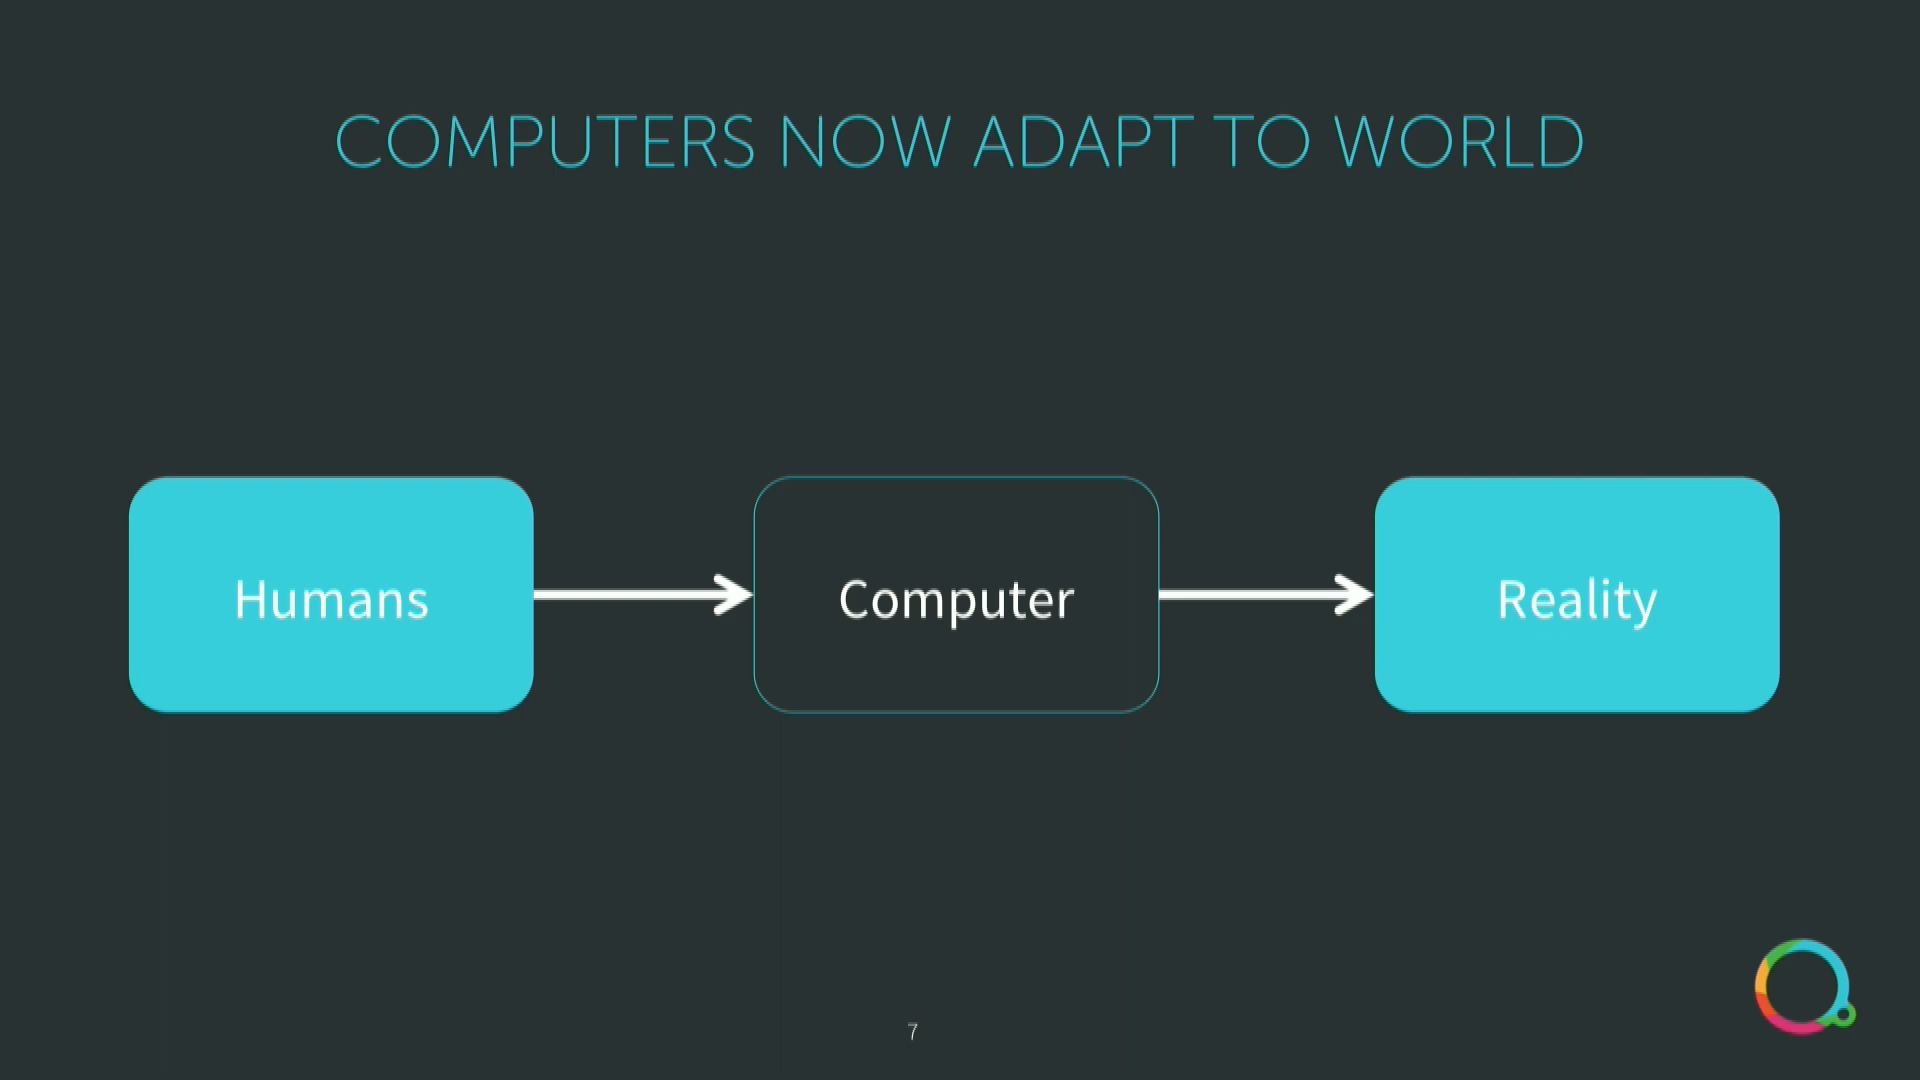 COMPUTERS NOW ADAPT TO WORLD
Humans
Computer
Reality
7